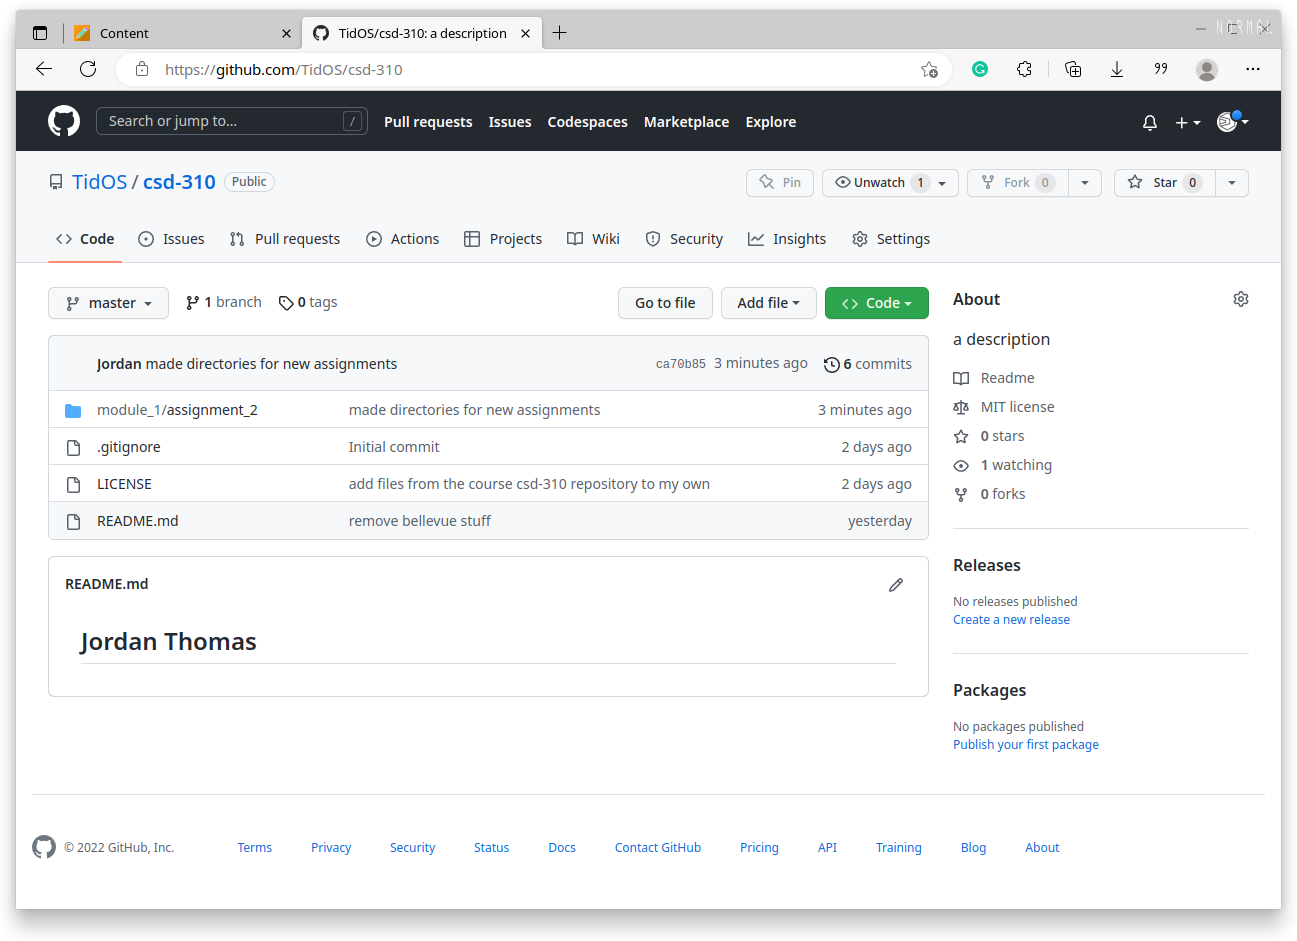 Content
TidOS/csd-310: a description
NORMAL
https://github.com/TidOS/csd-310
Search or jump to... /
Pull requests Issues Codespaces Marketplace Explore
TidOS / csd-310 Public
Pin Unwatch 1 Fork 0 Star 0
Code Issues Pull requests Actions Projects Wiki Security Insights Settings
master 1 branch 0 tags Go to file Add file Code
Jordan made directories for new assignments ca70b85 3 minutes ago 6 commits
module_1/assignment_2 made directories for new assignments 3 minutes ago
.gitignore Initial commit 2 days ago
LICENSE add files from the course csd-310 repository to my own 2 days ago
README.md remove bellevue stuff yesterday
README.md
Jordan Thomas
About
a description
Readme
MIT license
0 stars
1 watching
0 forks
Releases
No releases published
Create a new release
Packages
No packages published
Publish your first package
© 2022 GitHub, Inc. Terms Privacy Security Status Docs Contact GitHub Pricing API Training Blog About